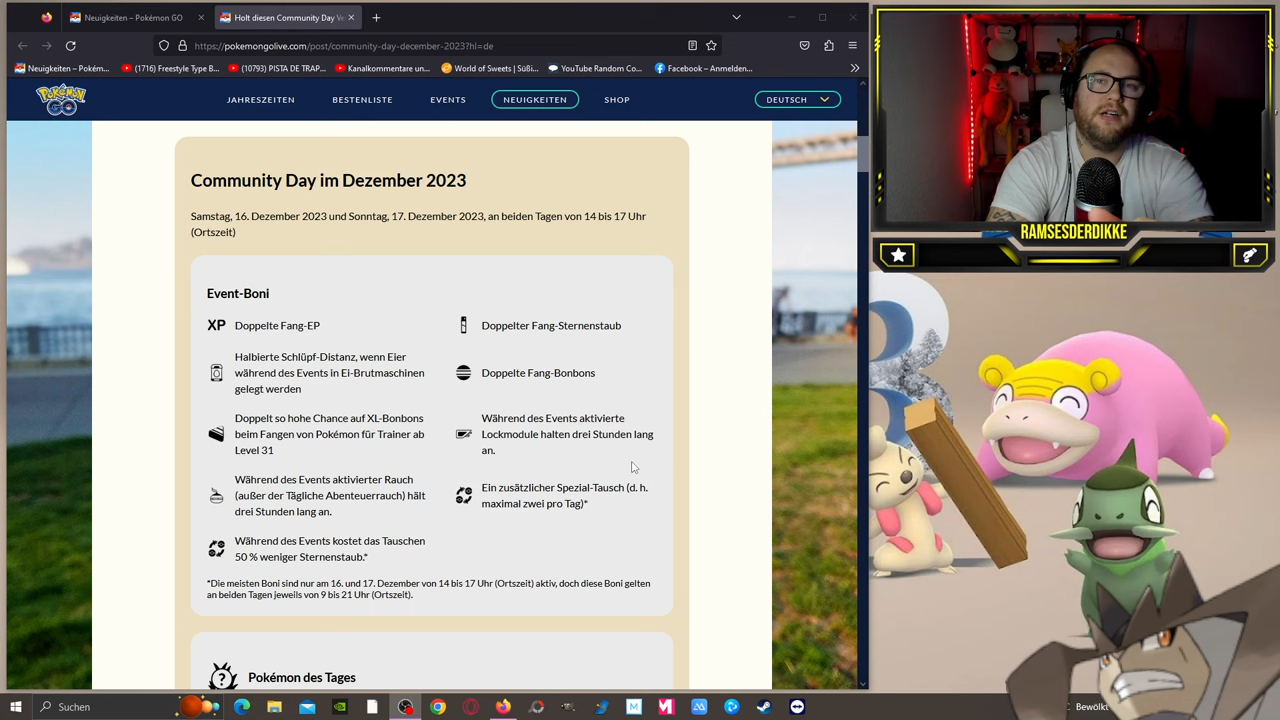 Neuigkeiten – Pokémon GO
Holt diesen Community Day Ve
https://pokemongolive.com/post/community-day-december-2023?hl=de
Neuigkeiten – Pokém...
(1716) Freestyle Type B...
(10793) PISTA DE TRAP...
Kanalkommentare un...
World of Sweets | Süßi...
YouTube Random Co...
Facebook – Anmelden...
POKÉMON GO
JAHRESZEITEN
BESTENLISTE
EVENTS
NEUIGKEITEN
SHOP
DEUTSCH
Community Day im Dezember 2023
Samstag, 16. Dezember 2023 und Sonntag, 17. Dezember 2023, an beiden Tagen von 14 bis 17 Uhr
(Ortszeit)
Event-Boni
XP Doppelte Fang-EP
Doppelter Fang-Sternenstaub
Halbierte Schlüpf-Distanz, wenn Eier
während des Events in Ei-Brutmaschinen
gelegt werden
Doppelte Fang-Bonbons
Doppelt so hohe Chance auf XL-Bonbons
beim Fangen von Pokémon für Trainer ab
Level 31
Während des Events aktivierte
Lockmodule halten drei Stunden lang
an.
Während des Events aktivierter Rauch
(außer der Tägliche Abenteuerrauch) hält
drei Stunden lang an.
Ein zusätzlicher Spezial-Tausch (d. h.
maximal zwei pro Tag)*
Während des Events kostet das Tauschen
50 % weniger Sternenstaub.*
*Die meisten Boni sind nur am 16. und 17. Dezember von 14 bis 17 Uhr (Ortszeit) aktiv, doch diese Boni gelten
an beiden Tagen jeweils von 9 bis 21 Uhr (Ortszeit).
Pokémon des Tages
RAMSESDERDIKKE
Suchen
Bewölkt